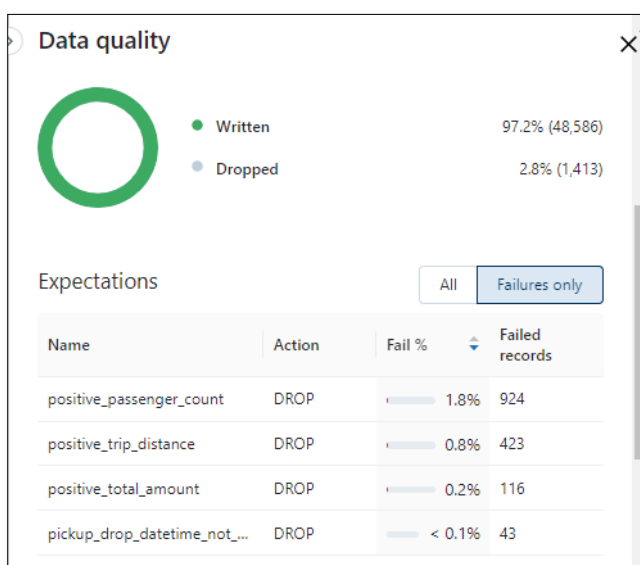 Data quality
Written 97.2% (48,586)
Dropped 2.8% (1,413)
Expectations All Failures only
Name Action Fail % Failed records
positive_passenger_count DROP 1.8% 924
positive_trip_distance DROP 0.8% 423
positive_total_amount DROP 0.2% 116
pickup_drop_datetime_not_... DROP < 0.1% 43